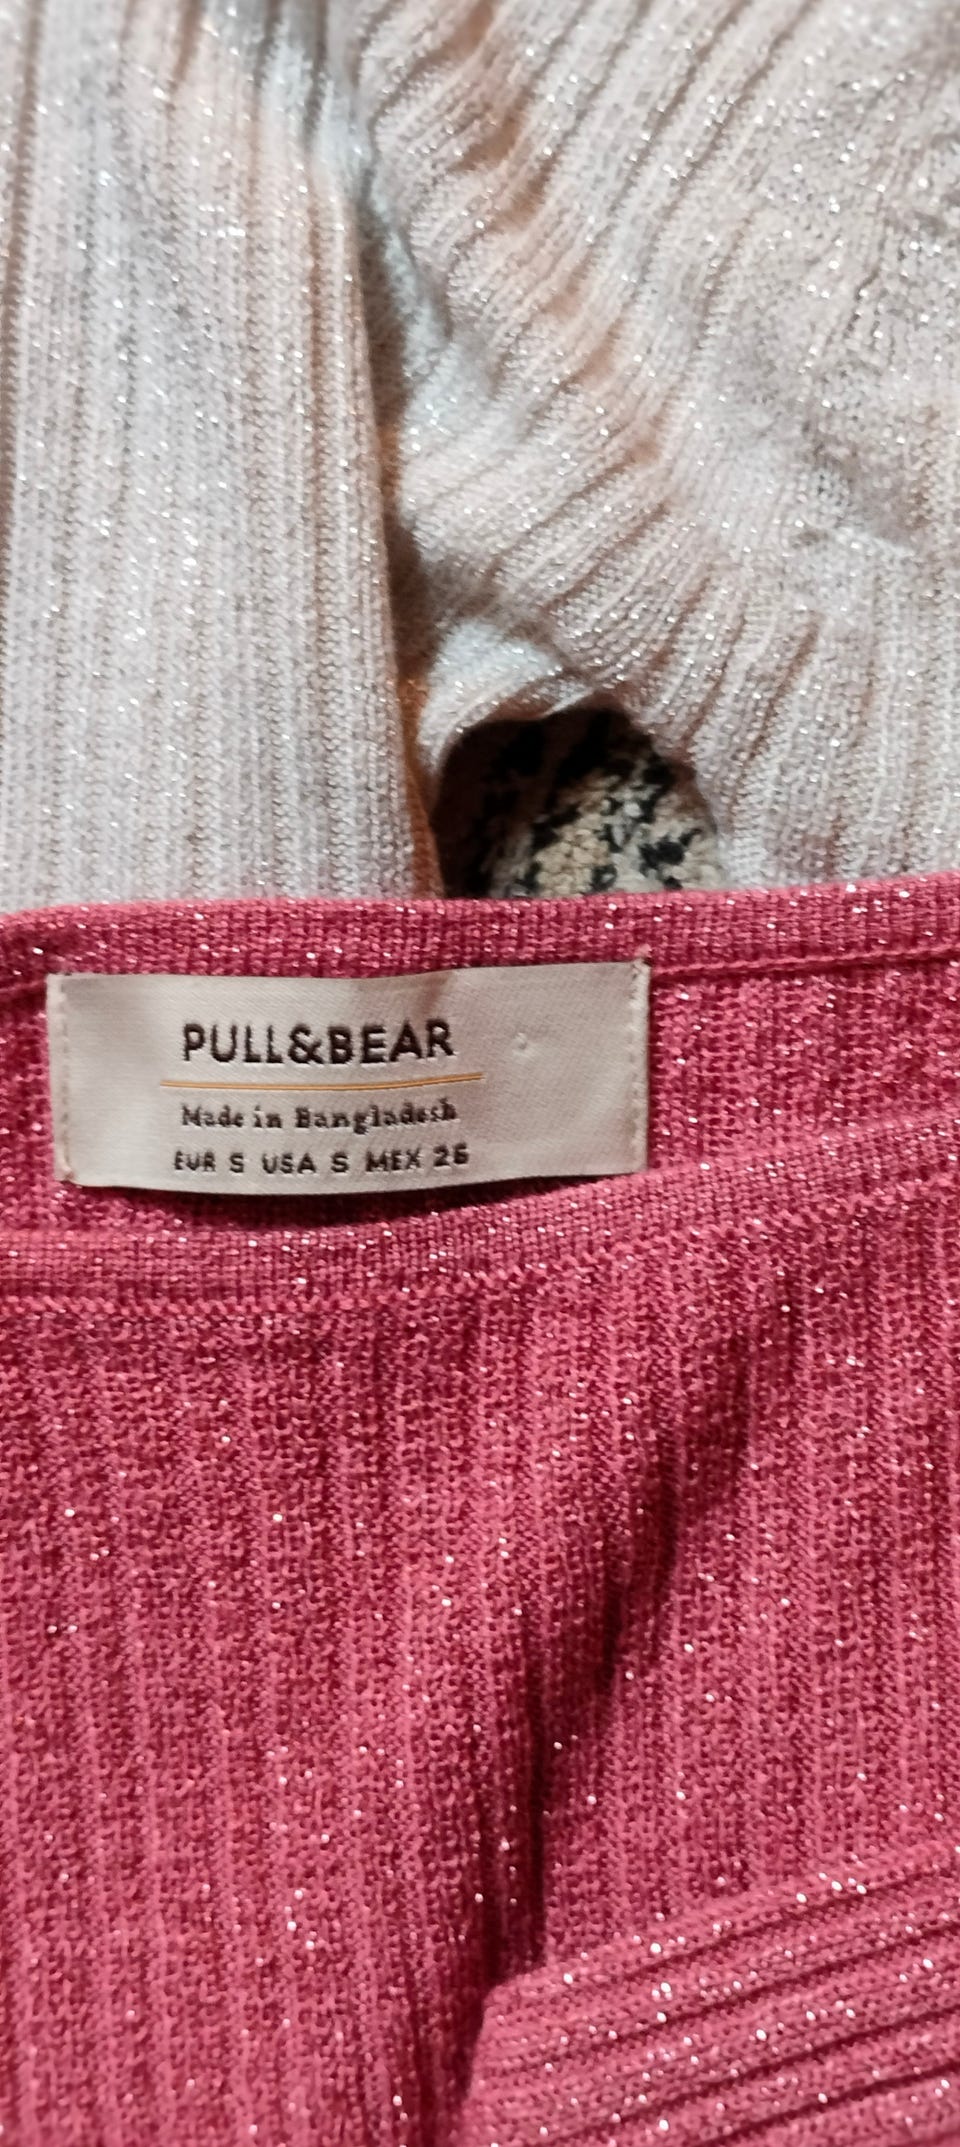 PULL&BEAR
Made in Bangladesh
EUR S USA S MEX 26